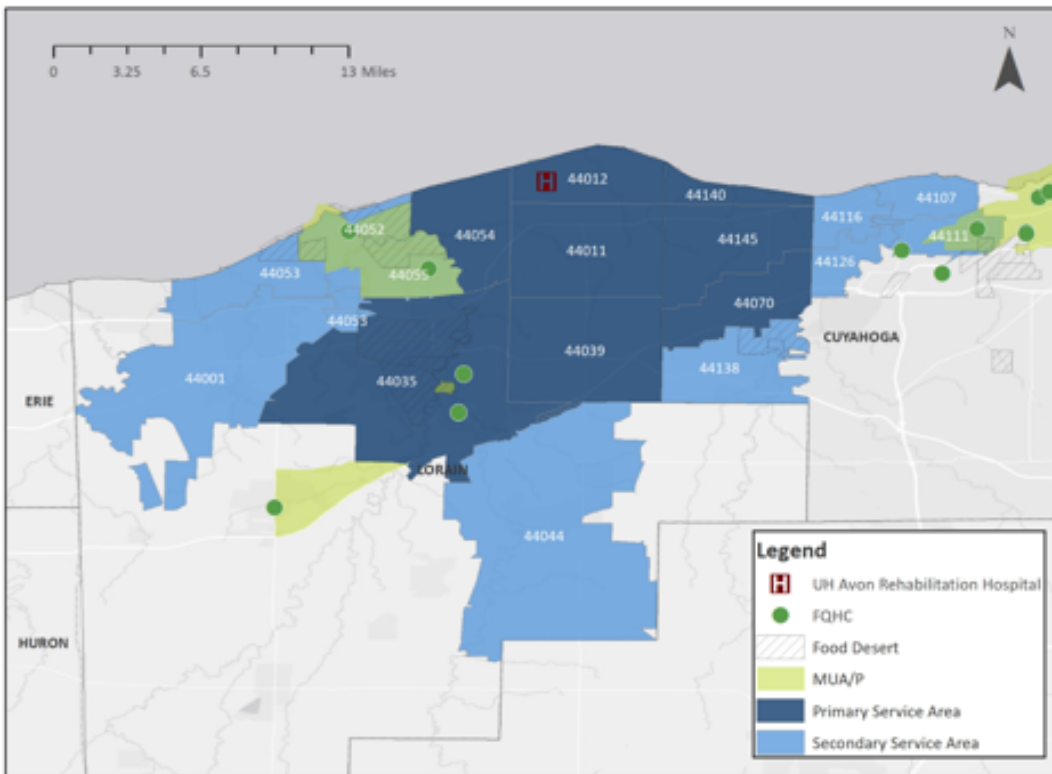 N
0 3.25 6.5 13 Miles
44012
44140
44107
44052
44054
44116
44111
44011
44145
44053
44055
44126
44070
44053
CUYAHOGA
44039
44138
44001
44035
ERIE
LORAIN
44044
HURON
Legend
H UH Avon Rehabilitation Hospital
FQHC
Food Desert
MUA/P
Primary Service Area
Secondary Service Area